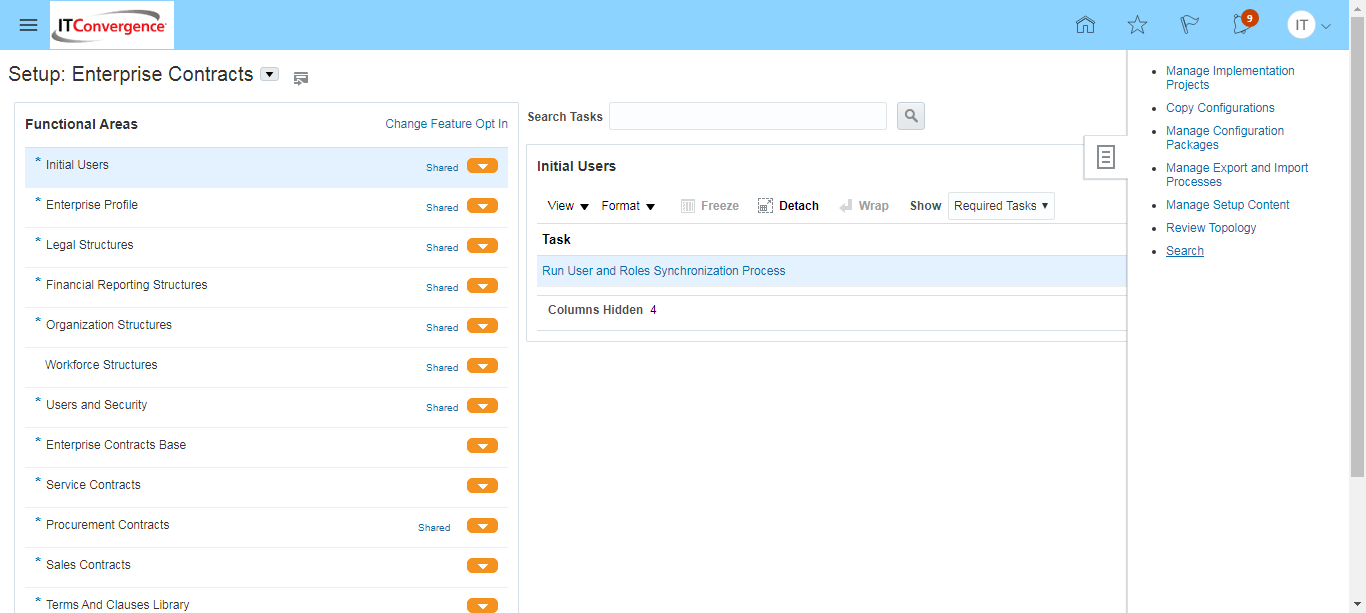 ITConvergence
9
IT
Setup: Enterprise Contracts
Functional Areas
Change Feature Opt In
* Initial Users Shared
* Enterprise Profile Shared
* Legal Structures Shared
* Financial Reporting Structures Shared
* Organization Structures Shared
Workforce Structures Shared
* Users and Security Shared
* Enterprise Contracts Base
* Service Contracts
* Procurement Contracts Shared
* Sales Contracts
* Terms And Clauses Library
Search Tasks
Initial Users
View Format Freeze Detach Wrap Show Required Tasks
Task
Run User and Roles Synchronization Process
Columns Hidden 4
• Manage Implementation
Projects
• Copy Configurations
• Manage Configuration
Packages
• Manage Export and Import
Processes
• Manage Setup Content
• Review Topology
• Search